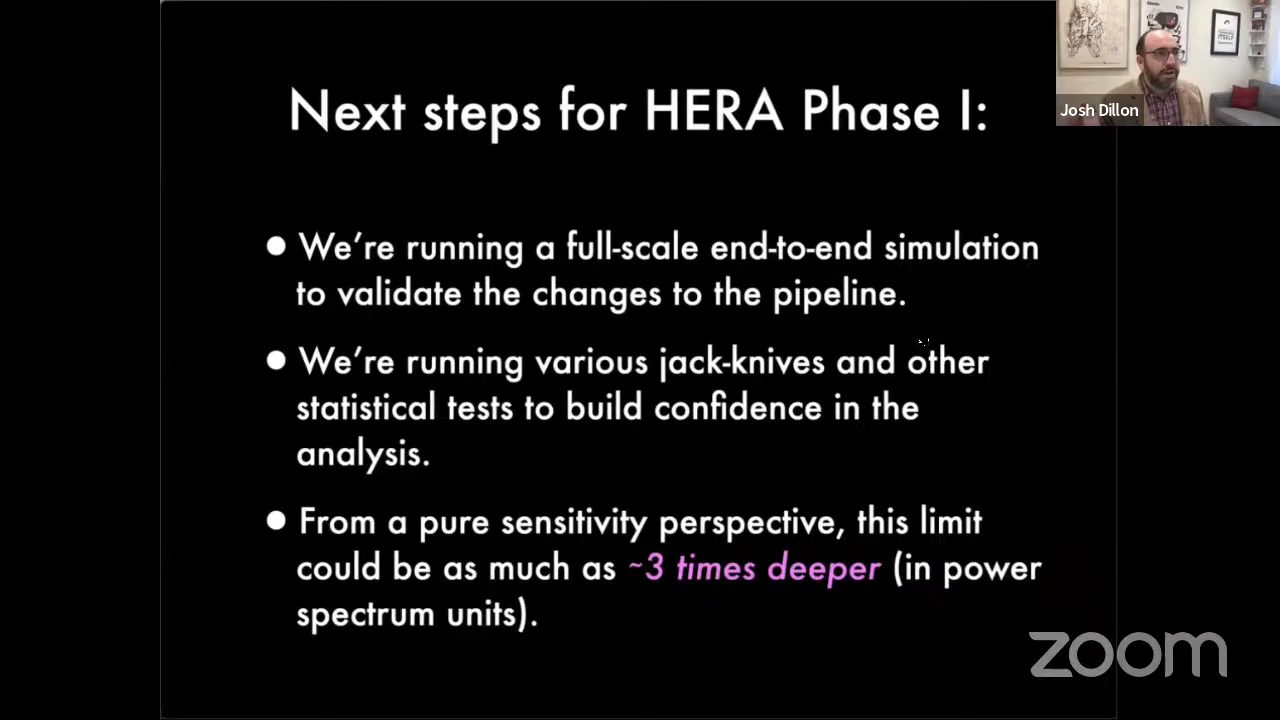 Next steps for HERA Phase I:
Josh Dillon
● We're running a full-scale end-to-end simulation
to validate the changes to the pipeline.
● We're running various jack-knives and other
statistical tests to build confidence in the
analysis.
● From a pure sensitivity perspective, this limit
could be as much as ~3 times deeper (in power
spectrum units).
zoom